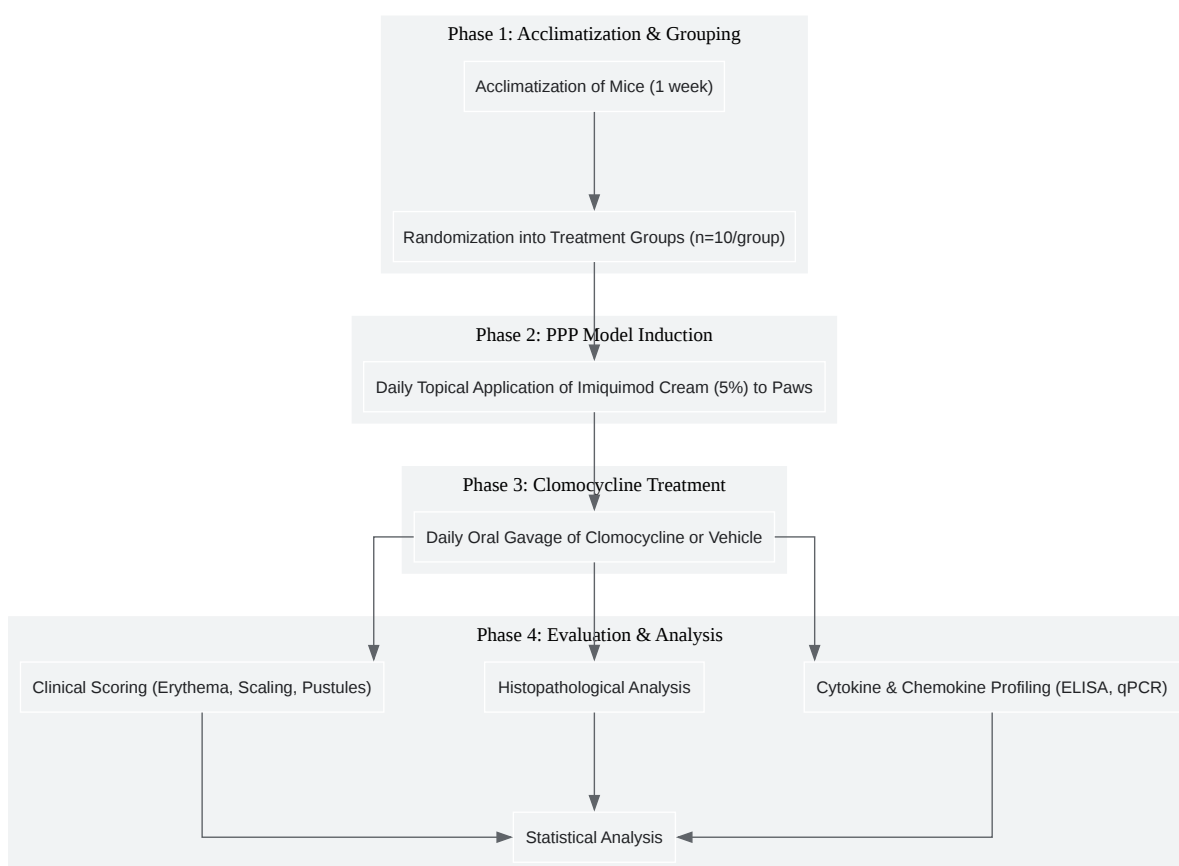 Phase 1: Acclimatization & Grouping
Acclimatization of Mice (1 week)
Randomization into Treatment Groups (n=10/group)
Phase 2: PPP Model Induction
Daily Topical Application of Imiquimod Cream (5%) to Paws
Phase 3: Clomocycline Treatment
Daily Oral Gavage of Clomocycline or Vehicle
Phase 4: Evaluation & Analysis
Clinical Scoring (Erythema, Scaling, Pustules)
Histopathological Analysis
Cytokine & Chemokine Profiling (ELISA, qPCR)
Statistical Analysis